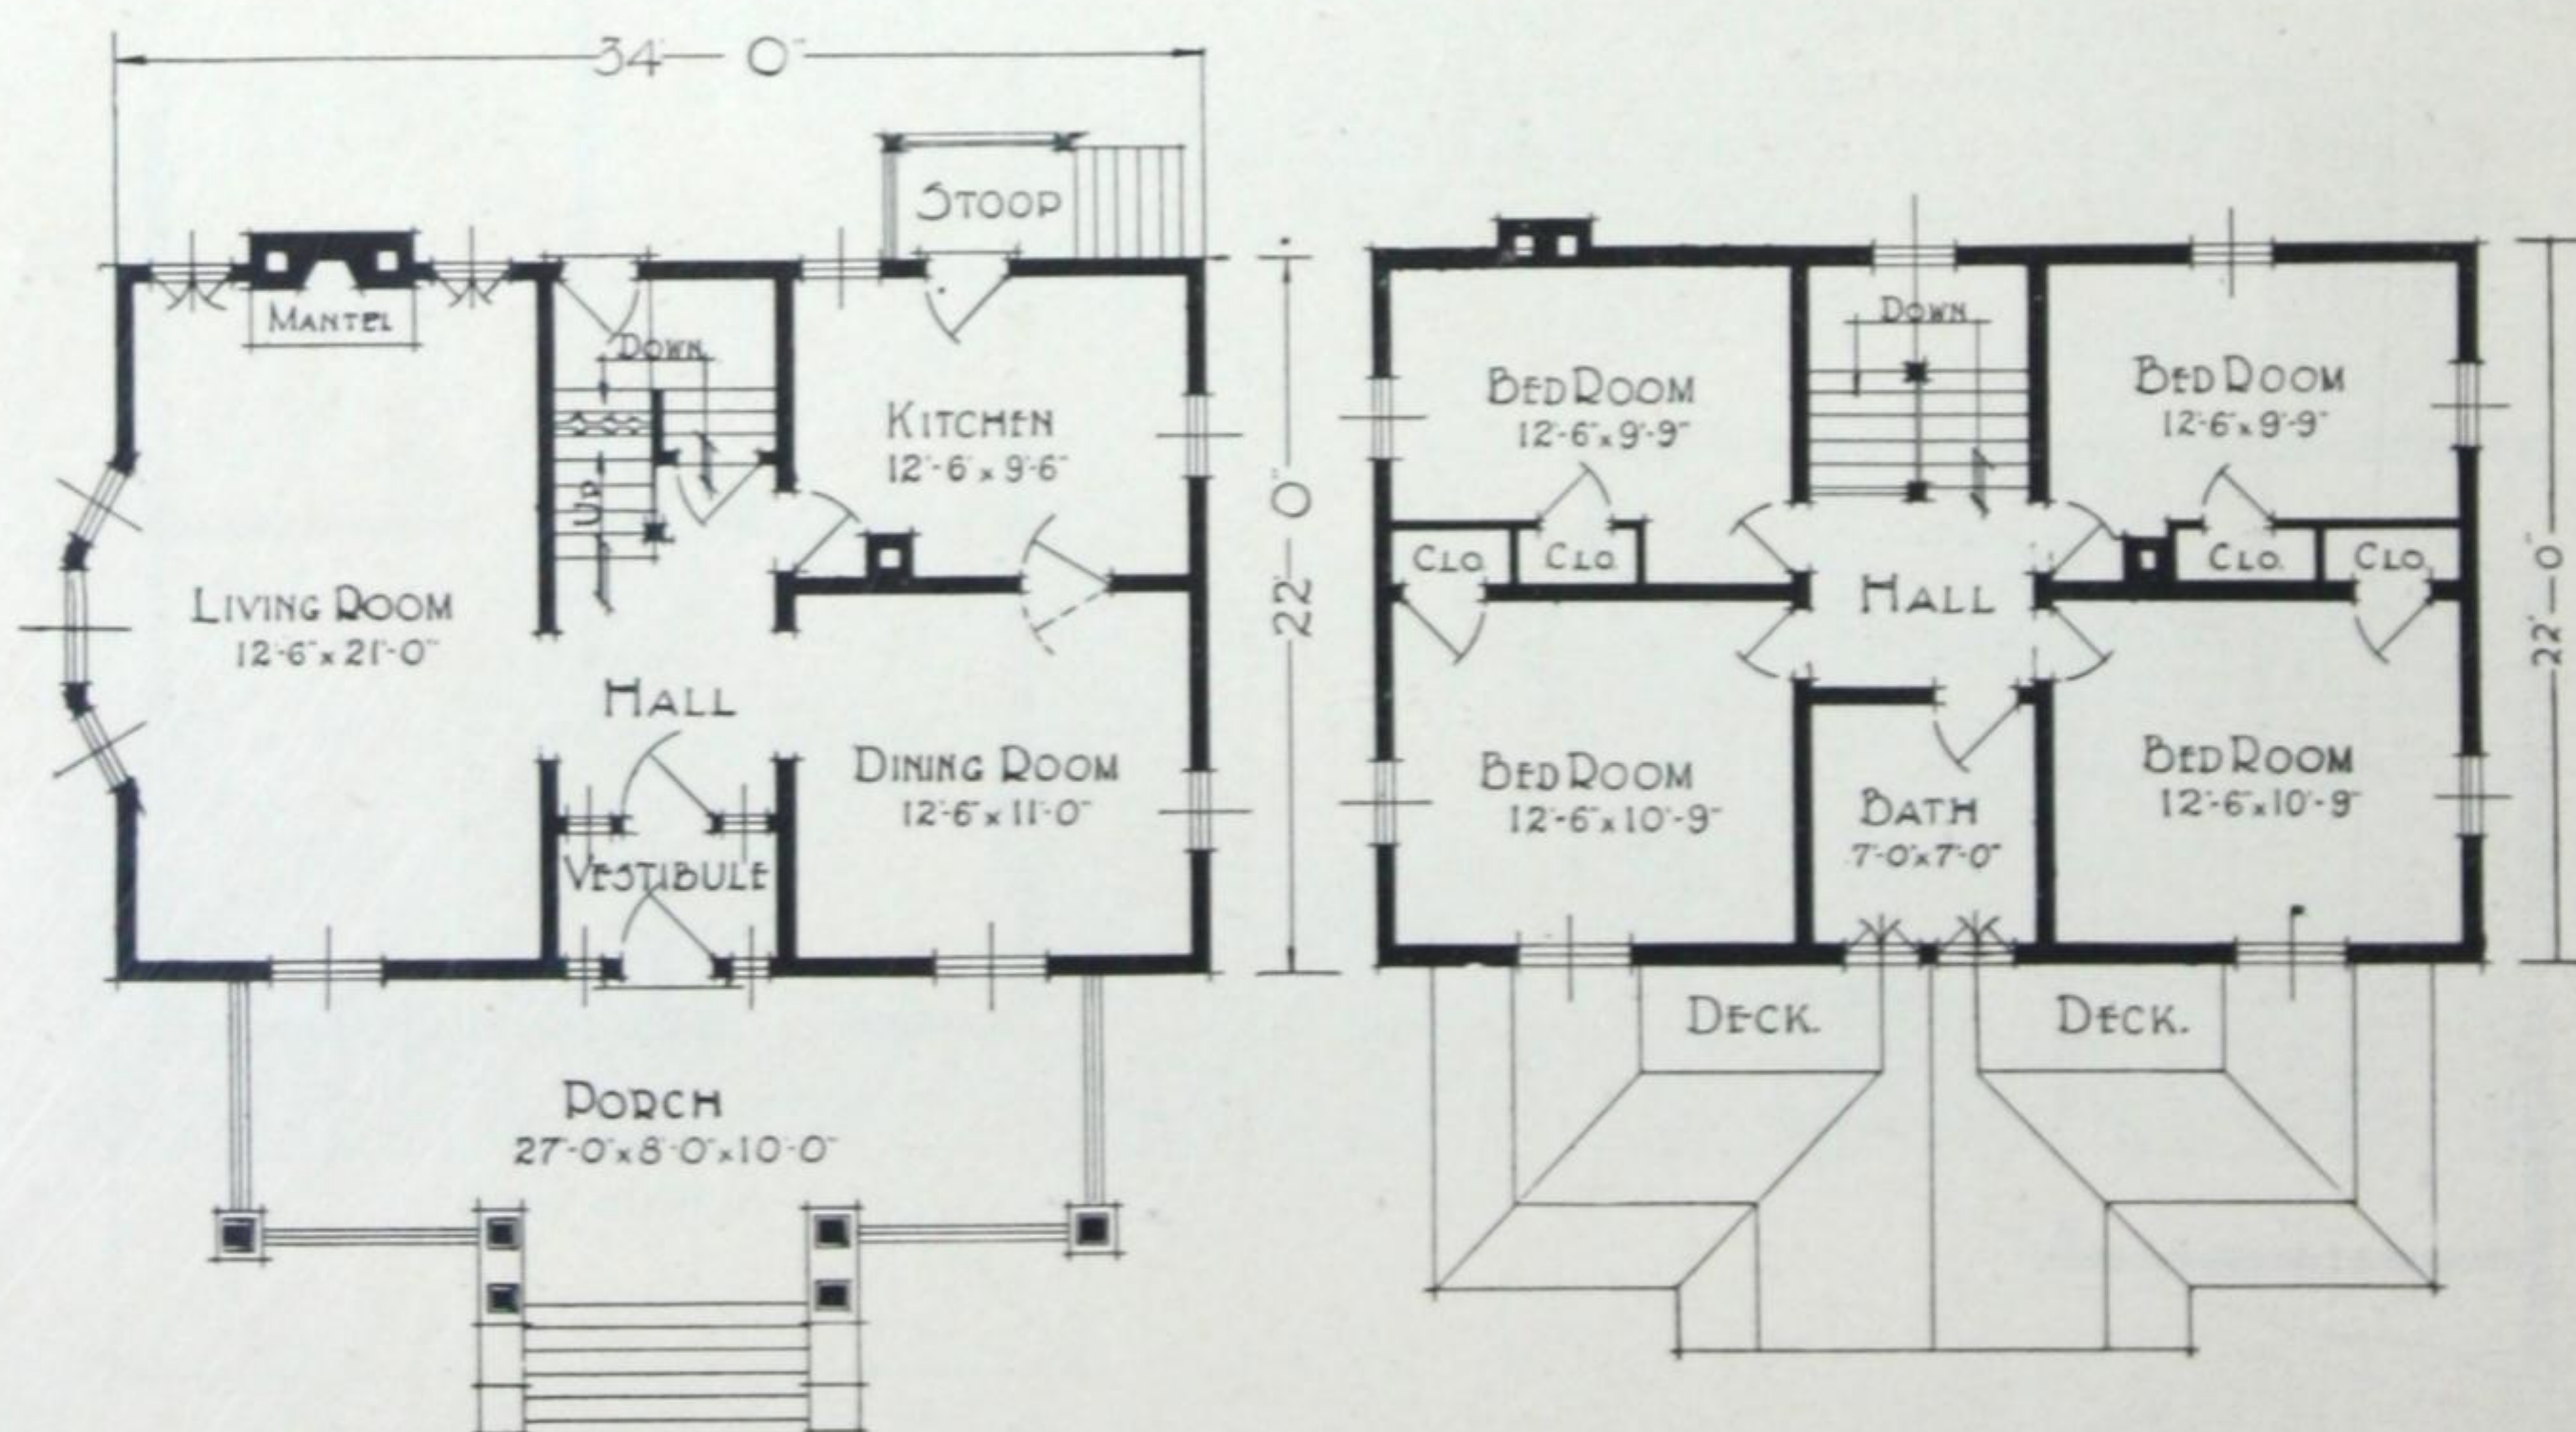 34'-0"
STOOP
MANTEL
DOWN
UP
KITCHEN
12'-6" x 9'-6"
22'-0"
LIVING ROOM
12'-6" x 21'-0"
HALL
DINING ROOM
12'-6" x 11'-0"
VESTIBULE
PORCH
27'-0" x 8'-0" x 10'-0"
DOWN
BED ROOM
12'-6" x 9'-9"
BED ROOM
12'-6" x 9'-9"
CLO.
CLO.
HALL
CLO.
CLO.
22'-0"
BED ROOM
12'-6" x 10'-9"
BATH
7'-0" x 7'-0"
BED ROOM
12'-6" x 10'-9"
DECK.
DECK.